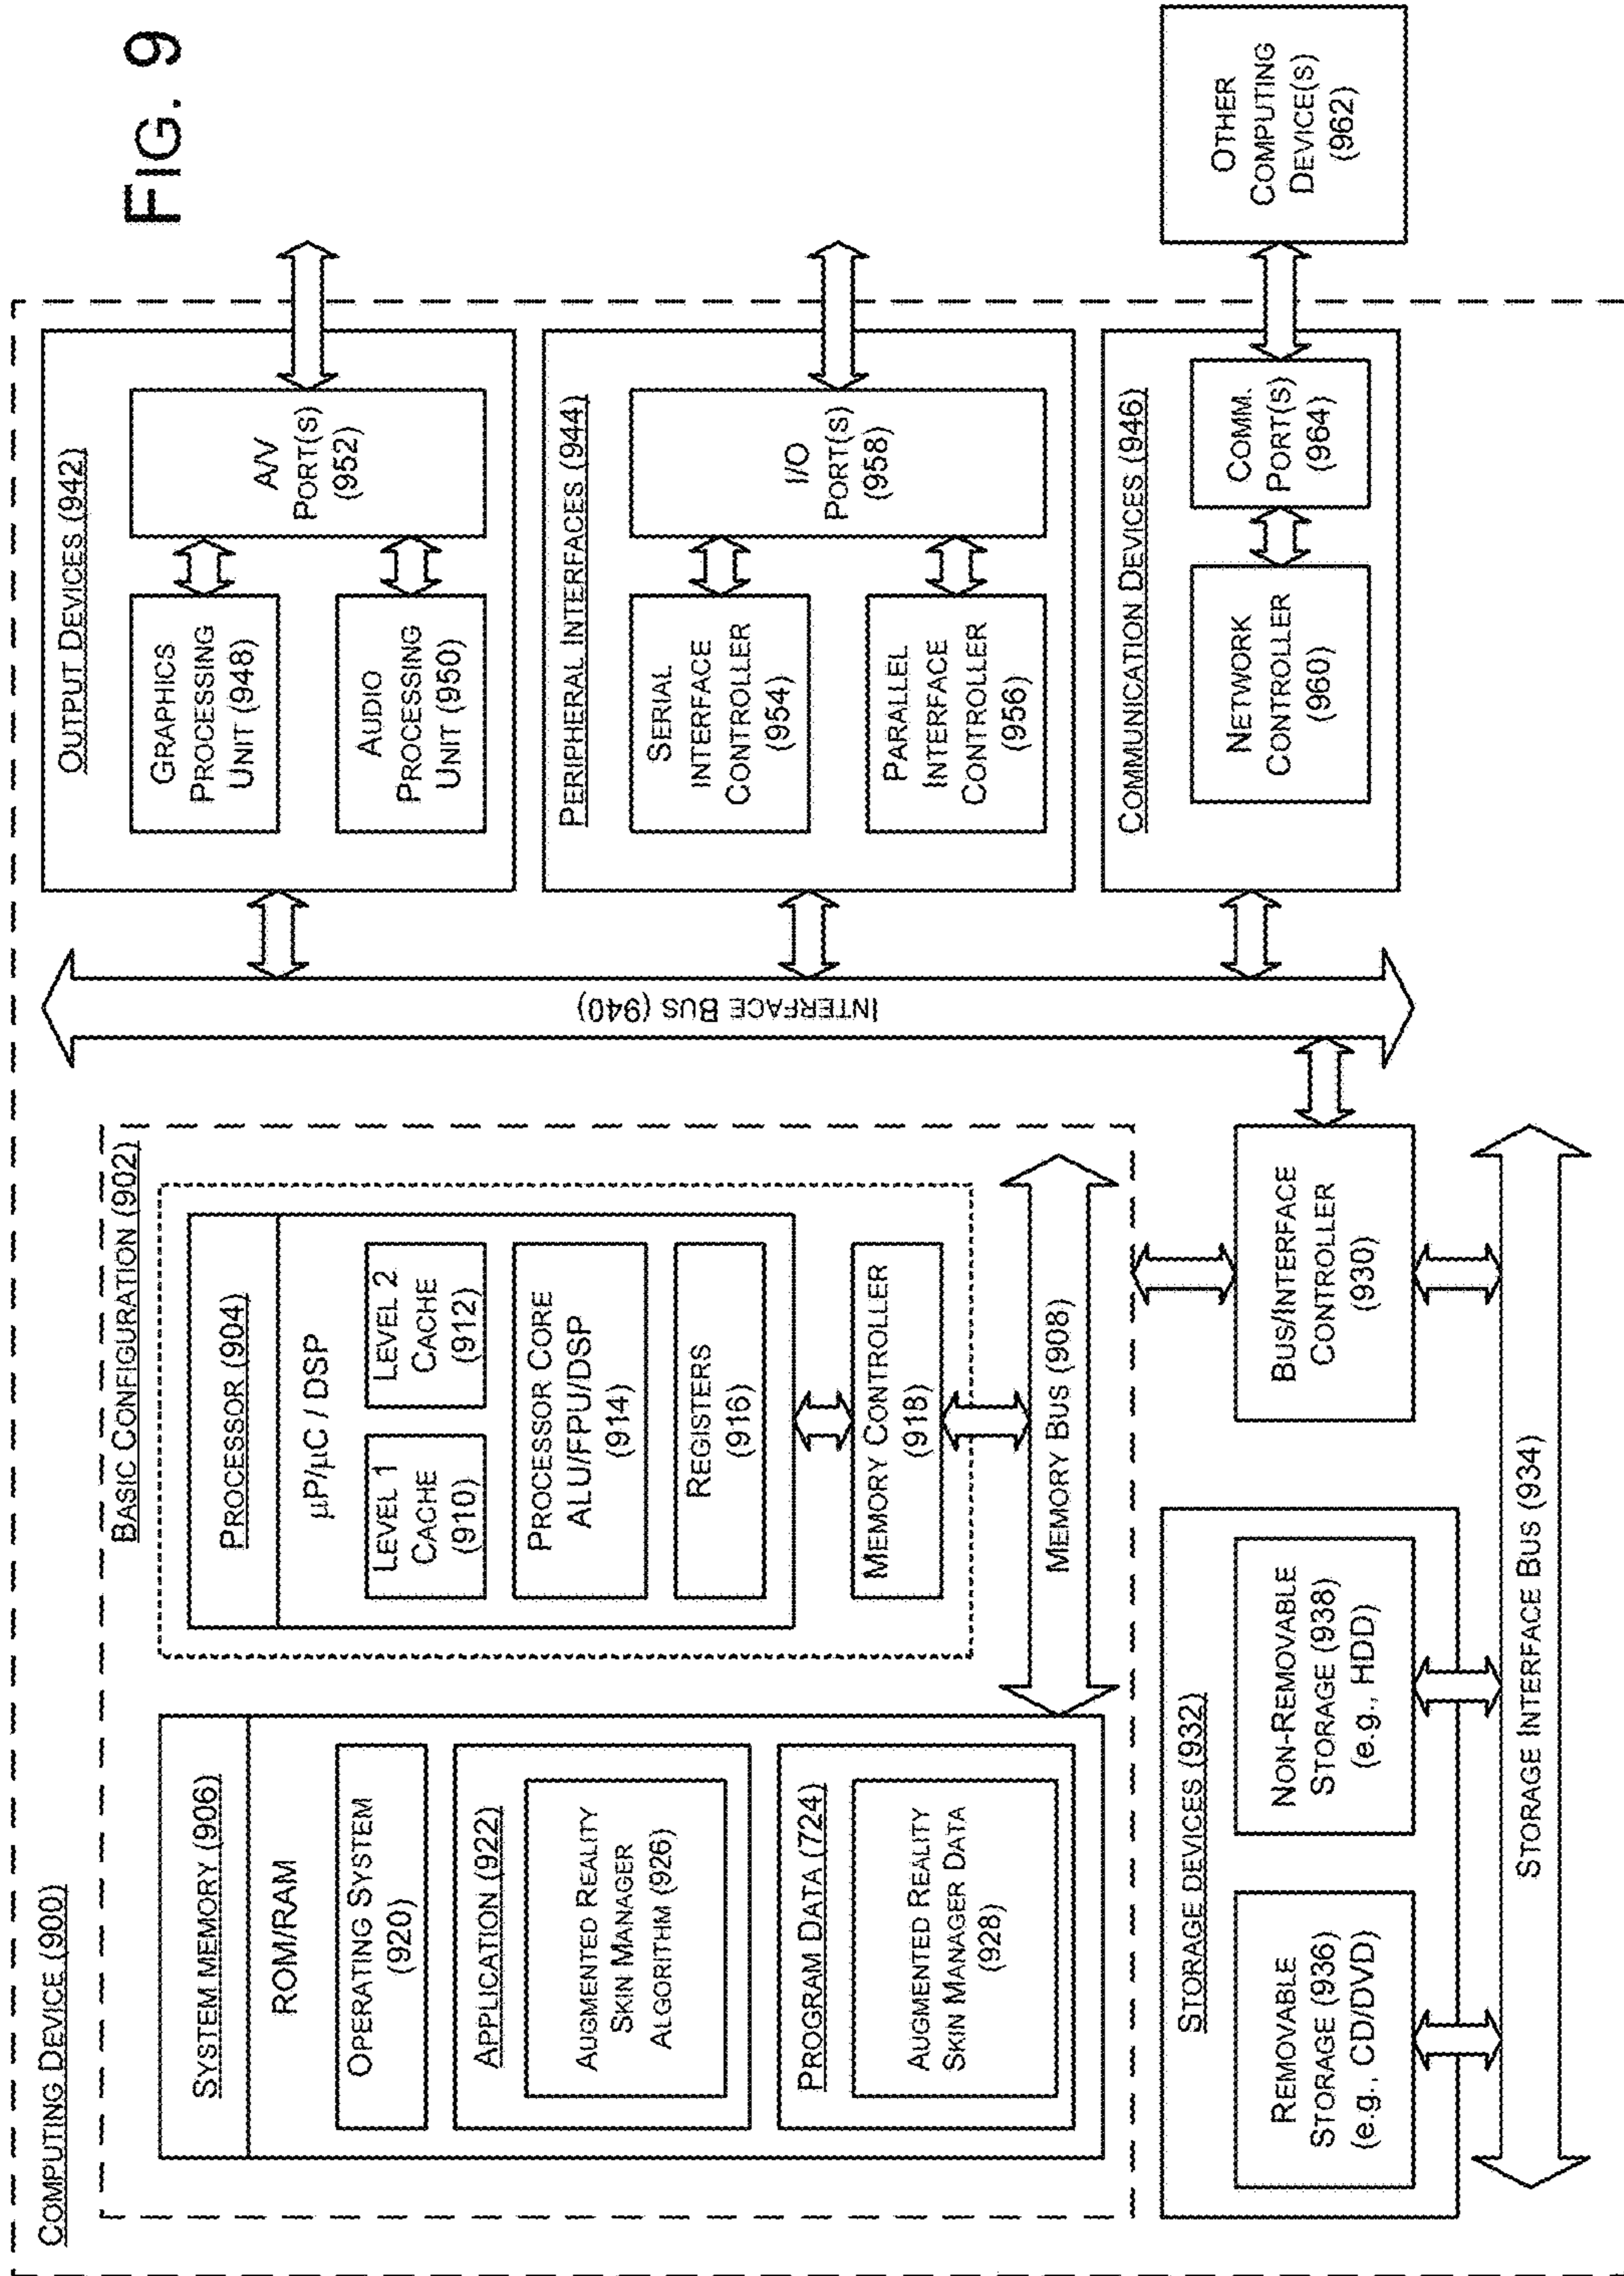 FIG. 9
COMPUTING DEVICE (900)
BASIC CONFIGURATION (902)
SYSTEM MEMORY (906)
ROM/RAM
OPERATING SYSTEM
(920)
APPLICATION (922)
AUGMENTED REALITY
SKIN MANAGER
ALGORITHM (926)
PROGRAM DATA (724)
AUGMENTED REALITY
SKIN MANAGER DATA
(928)
PROCESSOR (904)
µP/µC / DSP
LEVEL 1
CACHE
(910)
LEVEL 2
CACHE
(912)
PROCESSOR CORE
ALU/FPU/DSP
(914)
REGISTERS
(916)
MEMORY CONTROLLER
(918)
MEMORY BUS (908)
BUS/INTERFACE
CONTROLLER
(930)
STORAGE DEVICES (932)
REMOVABLE
STORAGE (936)
(e.g., CD/DVD)
NON-REMOVABLE
STORAGE (938)
(e.g., HDD)
STORAGE INTERFACE BUS (934)
INTERFACE BUS (940)
OUTPUT DEVICES (942)
GRAPHICS
PROCESSING
UNIT (948)
AUDIO
PROCESSING
UNIT (950)
A/V
PORT(S)
(952)
PERIPHERAL INTERFACES (944)
SERIAL
INTERFACE
CONTROLLER
(954)
PARALLEL
INTERFACE
CONTROLLER
(956)
I/O
PORT(S)
(958)
COMMUNICATION DEVICES (946)
NETWORK
CONTROLLER
(960)
COMM.
PORT(S)
(964)
OTHER
COMPUTING
DEVICE(S)
(962)